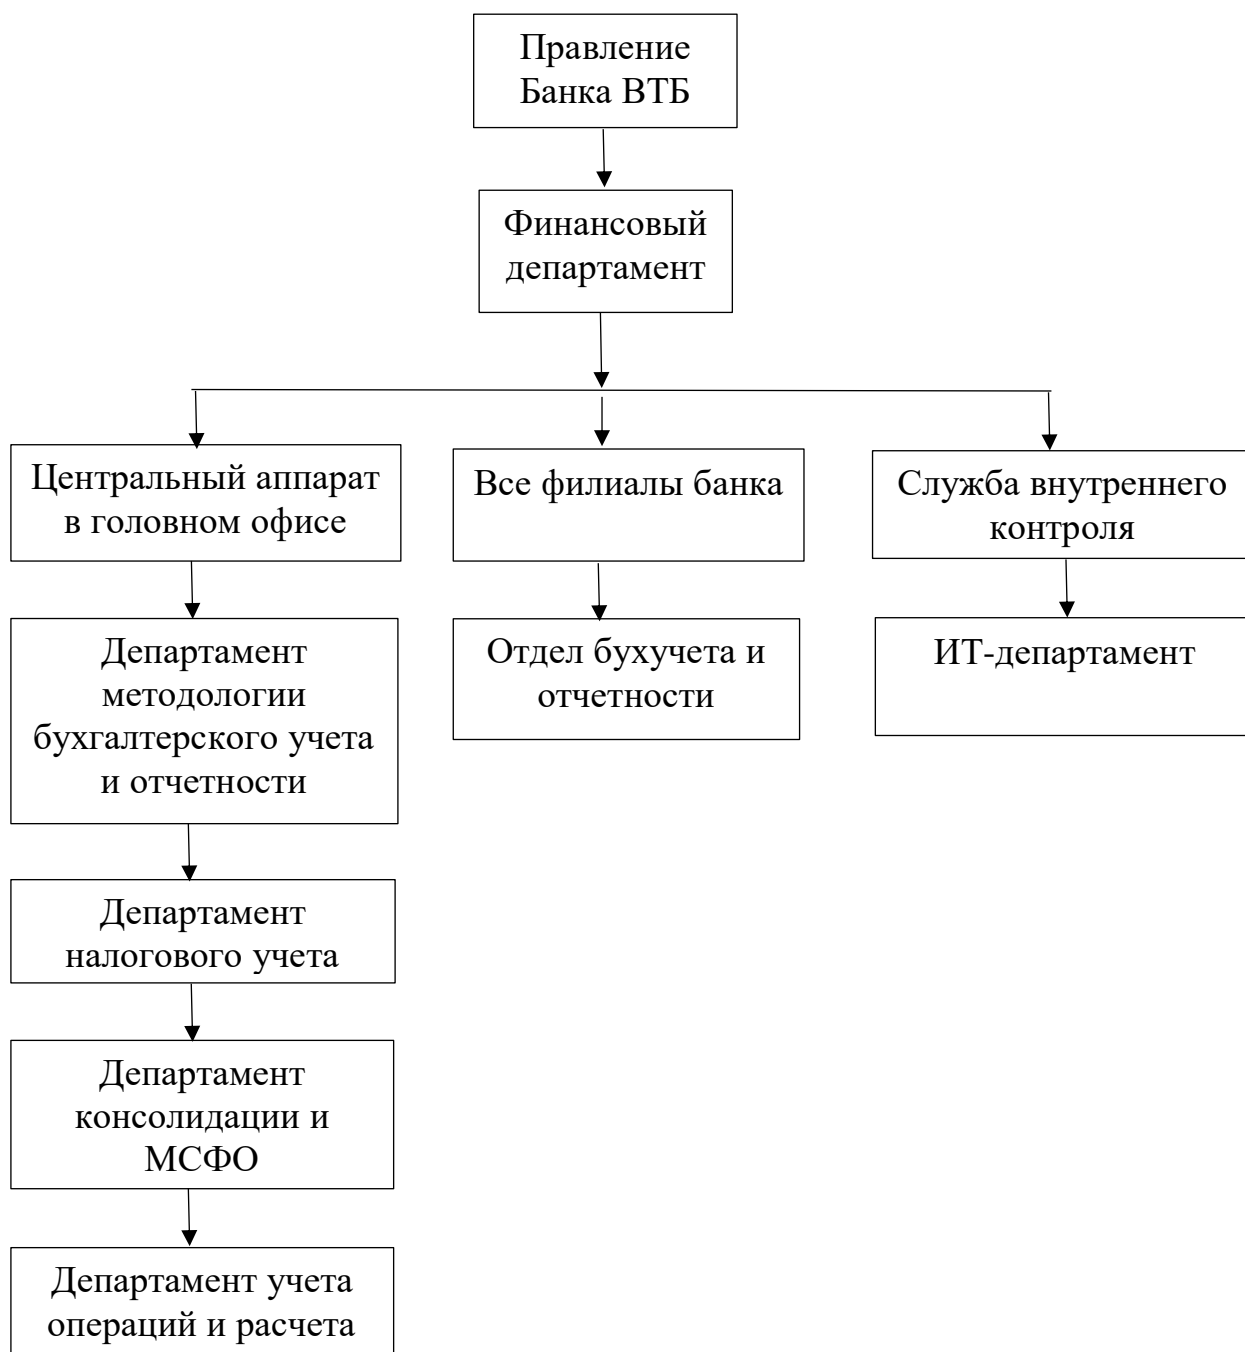 Правление
Банка ВТБ
Финансовый
департамент
Центральный аппарат
в головном офисе
Все филиалы банка
Служба внутреннего
контроля
Департамент
методологии
бухгалтерского учета
и отчетности
Отдел бухучета и
отчетности
ИТ-департамент
Департамент
налогового учета
Департамент
консолидации и
МСФО
Департамент учета
операций и расчета